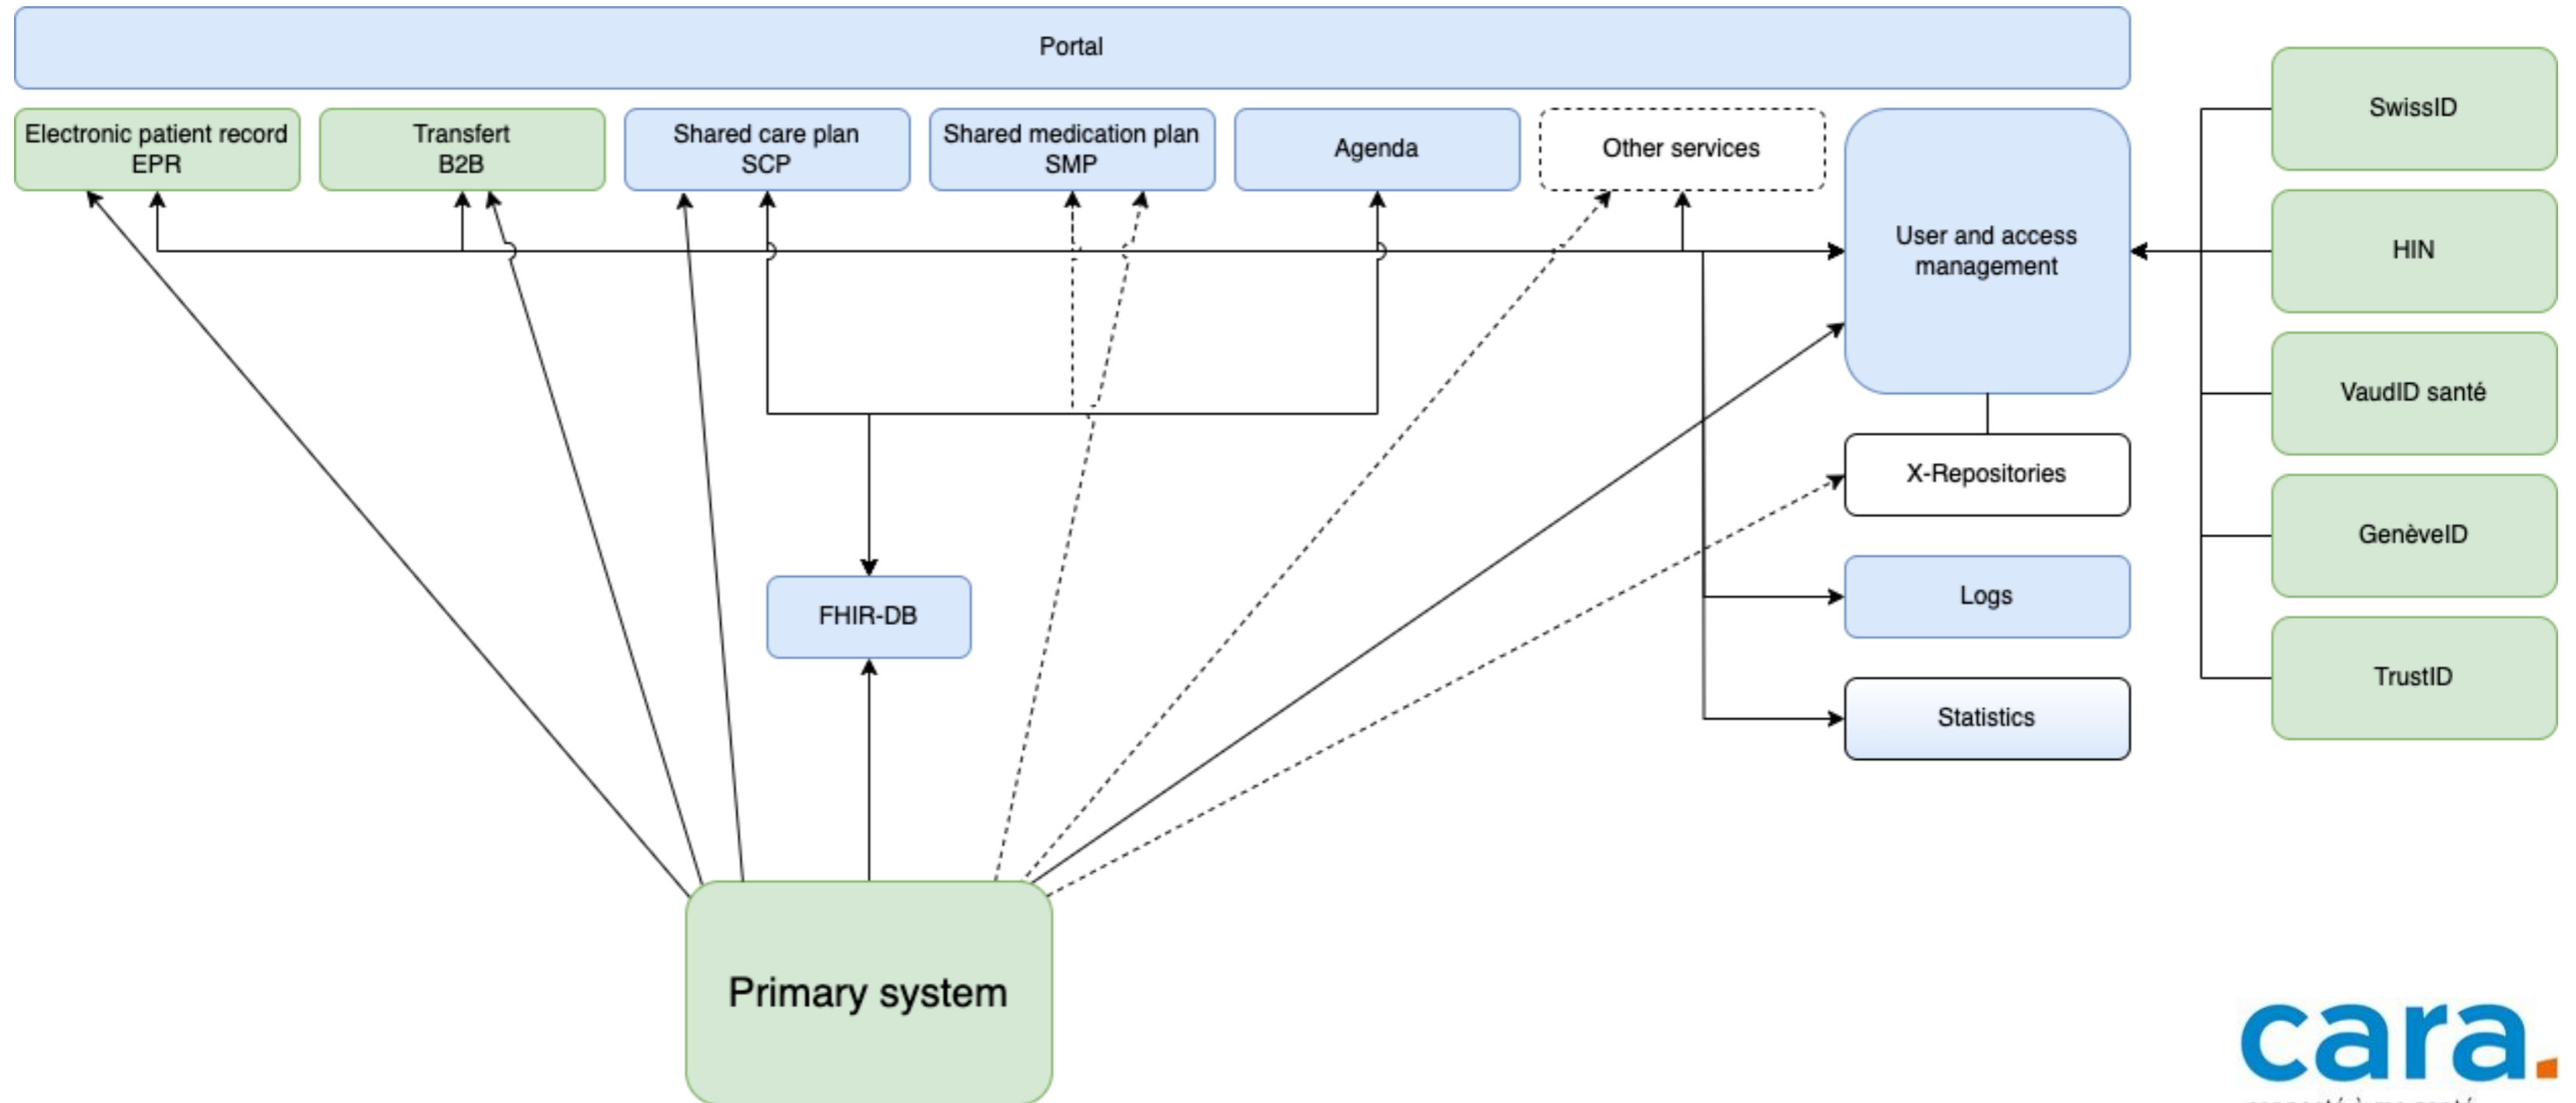 Portal
Electronic patient record
EPR
Transfert
B2B
Shared care plan
SCP
Shared medication plan
SMP
Agenda
Other services
User and access
management
SwissID
HIN
VaudID santé
GenèveID
TrustID
X-Repositories
Logs
Statistics
FHIR-DB
Primary system
cara.